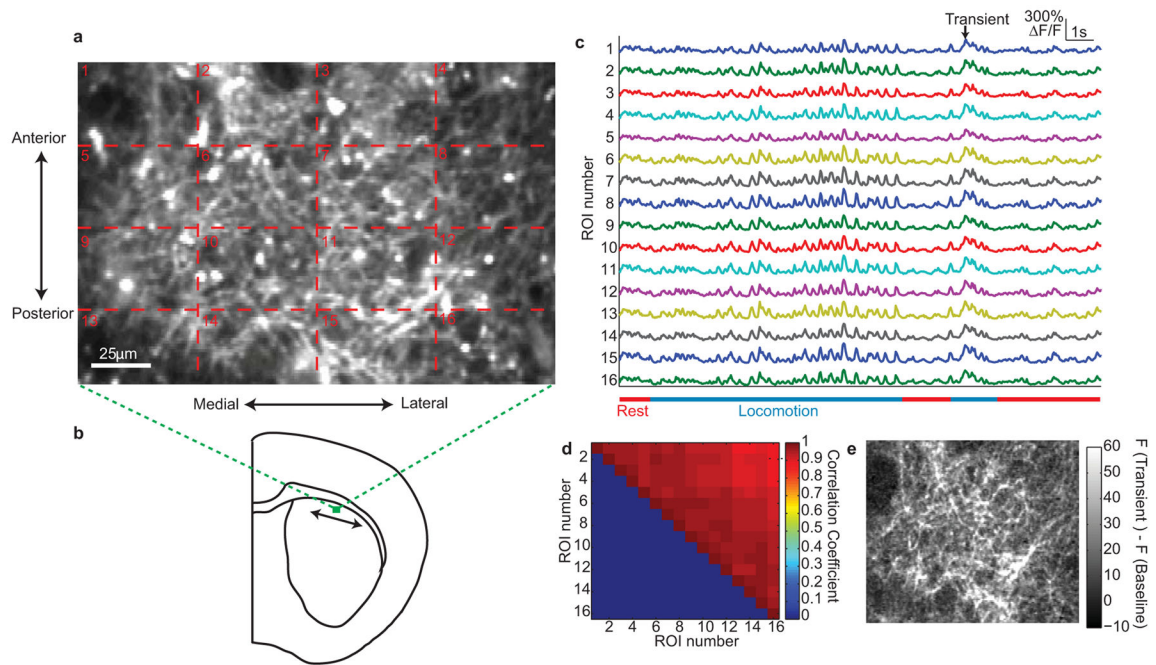 a
1 2 3 4
Anterior
5 6 7 8
9 10 11 12
Posterior
13 14 15 16
25µm
Medial Lateral
b
c
Transient
300%
ΔF/F
1s
ROI number
1
2
3
4
5
6
7
8
9
10
11
12
13
14
15
16
Rest Locomotion
d
ROI number
2
4
6
8
10
12
14
16
2 4 6 8 10 12 14 16
ROI number
1
0.9
0.8
0.7
0.6
0.5
0.4
0.3
0.2
0.1
0
Correlation Coefficient
e
60
50
40
30
20
10
0
−10
F (Transient ) - F (Baseline)